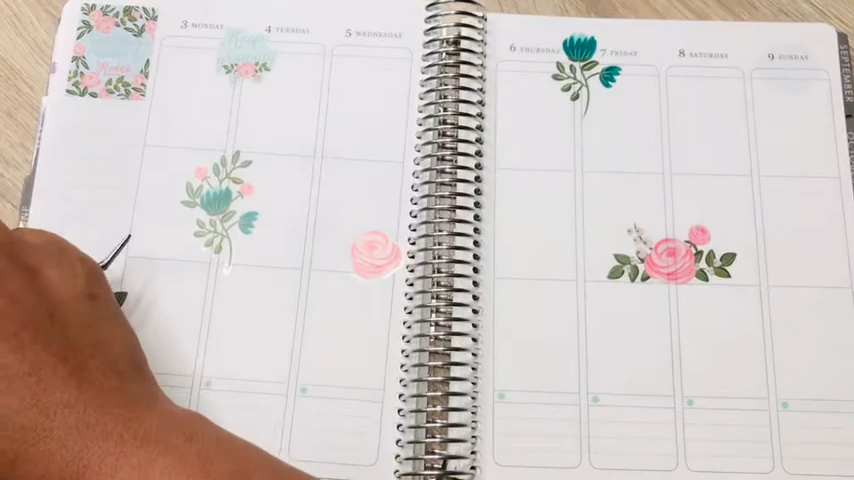 3 MONDAY
4 TUESDAY
5 WEDNESDAY
6 THURSDAY
7 FRIDAY
8 SATURDAY
9 SUNDAY
SEPTEMBER